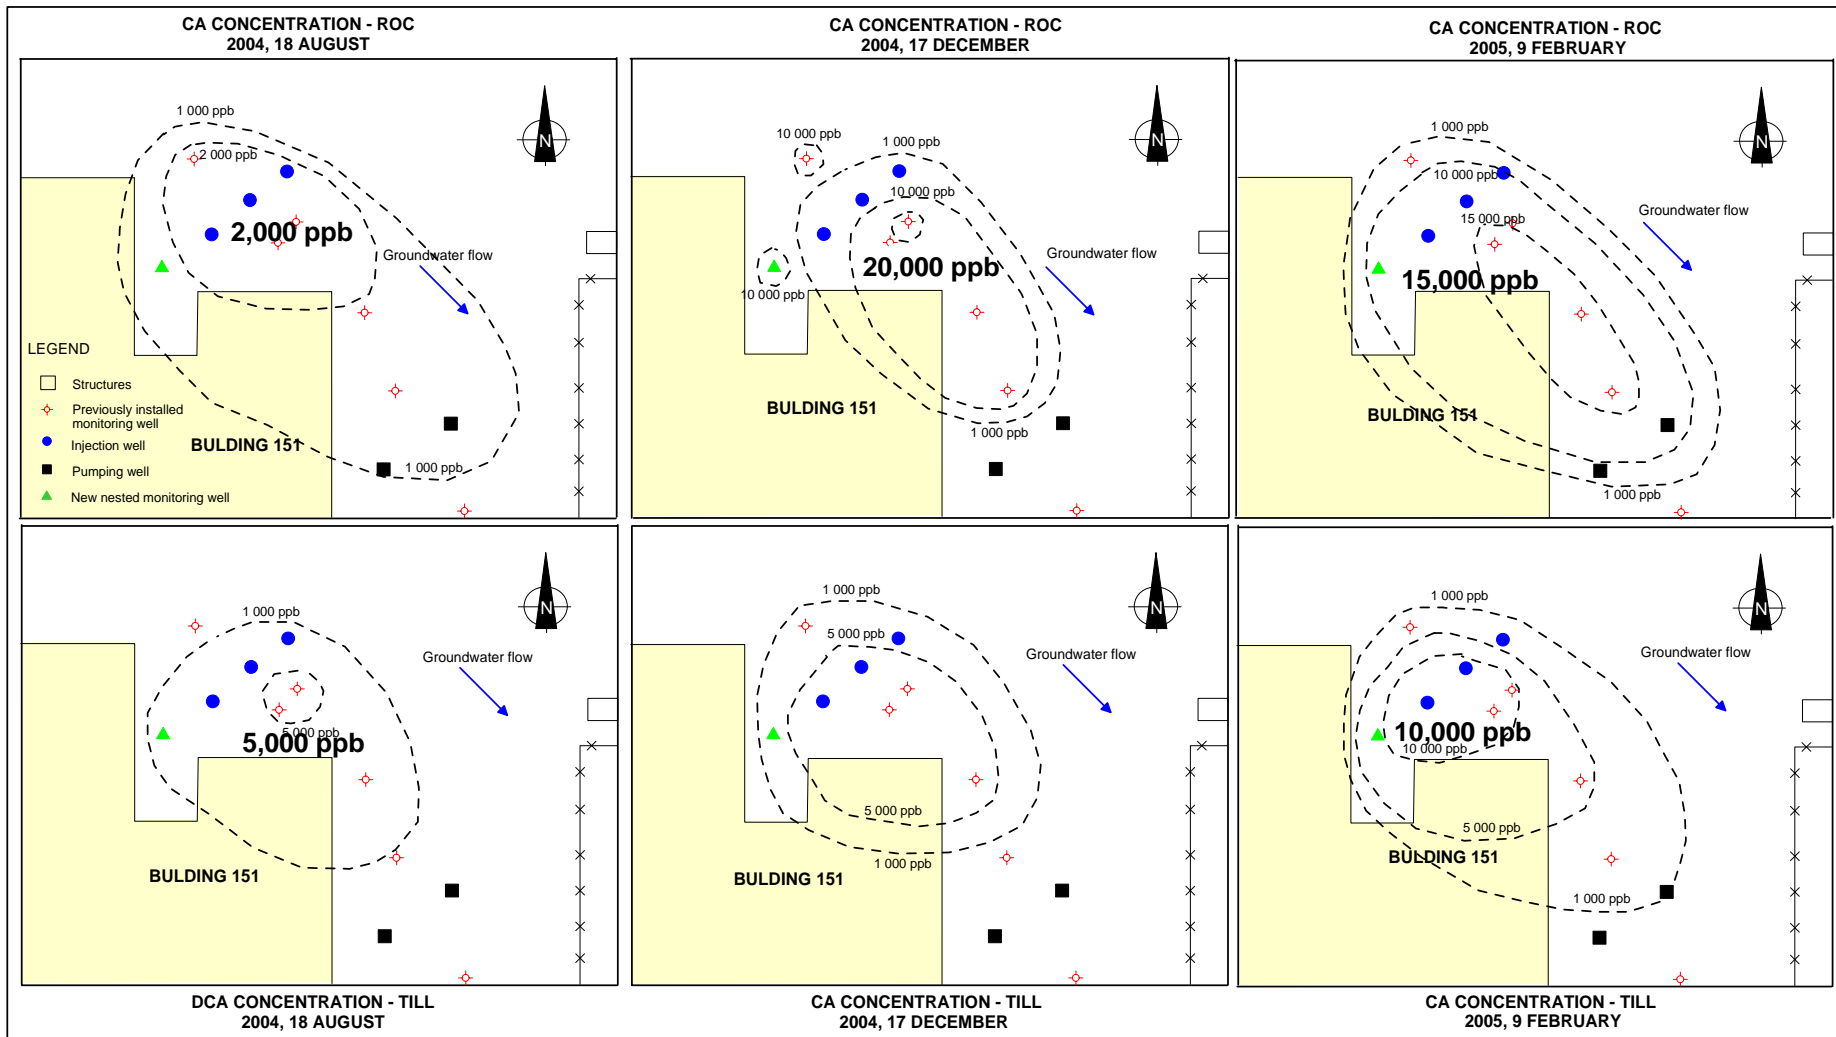 CA CONCENTRATION - ROC
2004, 18 AUGUST
1 000 ppb
2 000 ppb
N
2,000 ppb
Groundwater flow
LEGEND
Structures
Previously installed
monitoring well
Injection well
Pumping well
New nested monitoring well
BULDING 151
1 000 ppb
CA CONCENTRATION - ROC
2004, 17 DECEMBER
10 000 ppb
1 000 ppb
N
10 000 ppb
Groundwater flow
20,000 ppb
10 000 ppb
BULDING 151
1 000 ppb
CA CONCENTRATION - ROC
2005, 9 FEBRUARY
1 000 ppb
N
10 000 ppb
15 000 ppb
Groundwater flow
15,000 ppb
BULDING 151
1 000 ppb
1 000 ppb
N
Groundwater flow
5 000 ppb
5,000 ppb
BULDING 151
DCA CONCENTRATION - TILL
2004, 18 AUGUST
1 000 ppb
N
5 000 ppb
Groundwater flow
5 000 ppb
1 000 ppb
BULDING 151
CA CONCENTRATION - TILL
2004, 17 DECEMBER
1 000 ppb
N
Groundwater flow
10,000 ppb
10 000 ppb
5 000 ppb
BULDING 151
1 000 ppb
CA CONCENTRATION - TILL
2005, 9 FEBRUARY